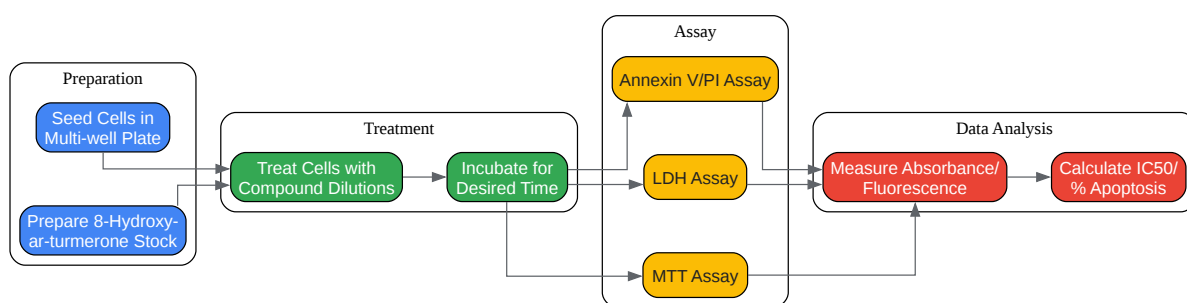 Preparation
Seed Cells in
Multi-well Plate
Prepare 8-Hydroxy-
ar-turmerone Stock
Treatment
Treat Cells with
Compound Dilutions
Incubate for
Desired Time
Assay
Annexin V/PI Assay
LDH Assay
MTT Assay
Data Analysis
Measure Absorbance/
Fluorescence
Calculate IC50/
% Apoptosis